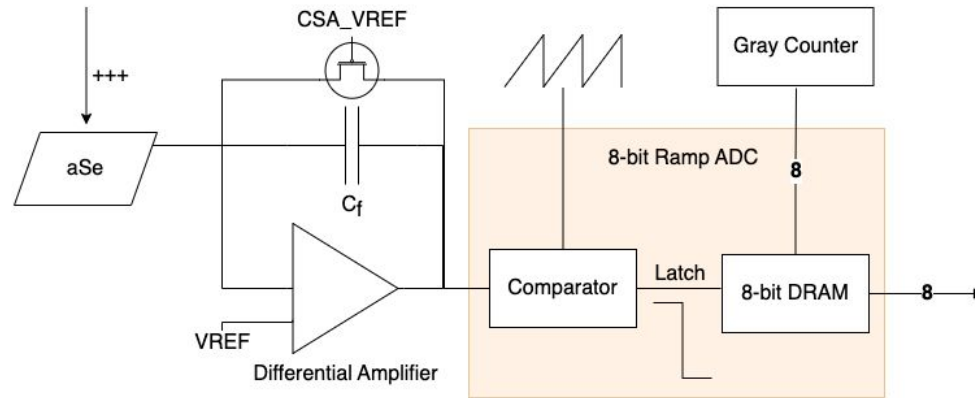 CSA_VREF
+++
aSe
Cf
VREF
Differential Amplifier
Gray Counter
8-bit Ramp ADC
8
Comparator
Latch
8-bit DRAM
8